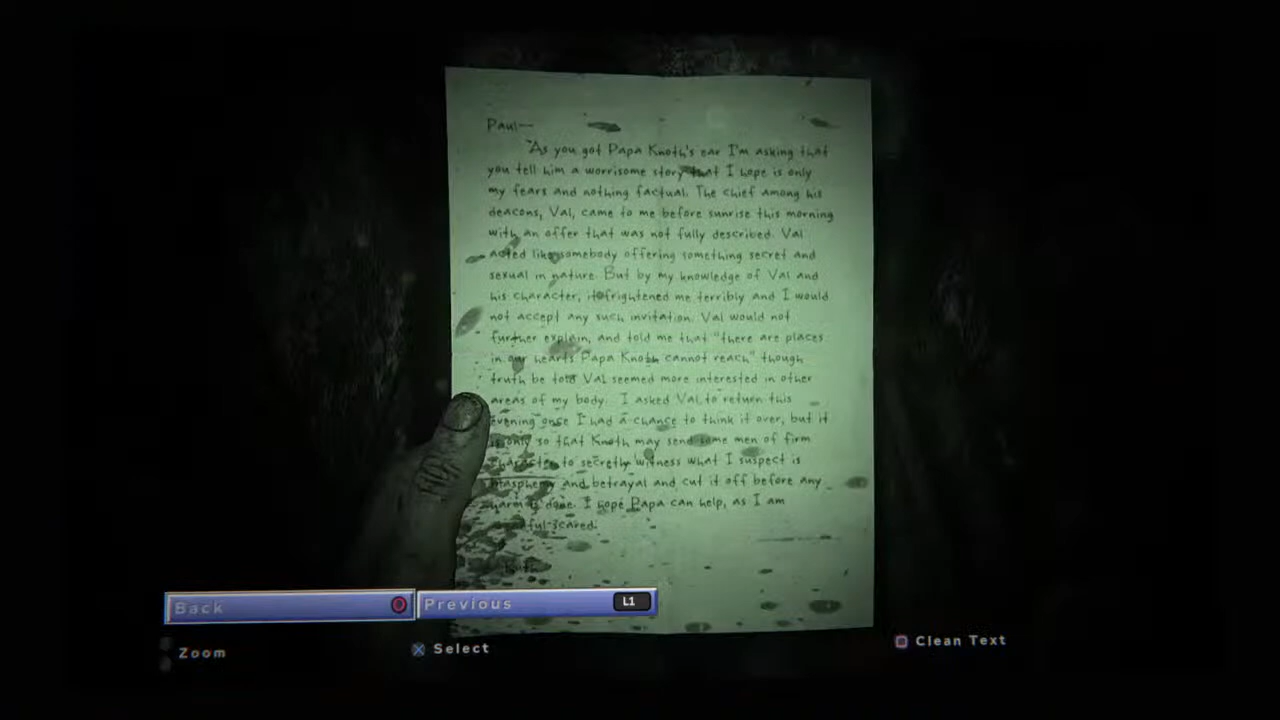 Paul—
As you got Papa Knoth's ear I'm asking that
you tell him a worrisome story that I hope is only
my fears and nothing factual. The chief among his
deacons, Val, came to me before sunrise this morning
with an offer that was not fully described. Val
acted like somebody offering something secret and
sexual in nature. But by my knowledge of Val and
his character, it frightened me terribly and I would
not accept any such invitation. Val would not
further explain, and told me that "there are places
in our hearts Papa Knoth cannot reach" though
truth be told Val seemed more interested in other
areas of my body. I asked Val to return this
evening once I had a chance to think it over, but it
is only so that Knoth may send some men of firm
character to secretly witness what I suspect is
blasphemy and betrayal and cut it off before any
harm is done. I hope Papa can help, as I am
scared.
Back
Previous L1
Zoom
Select
Clean Text